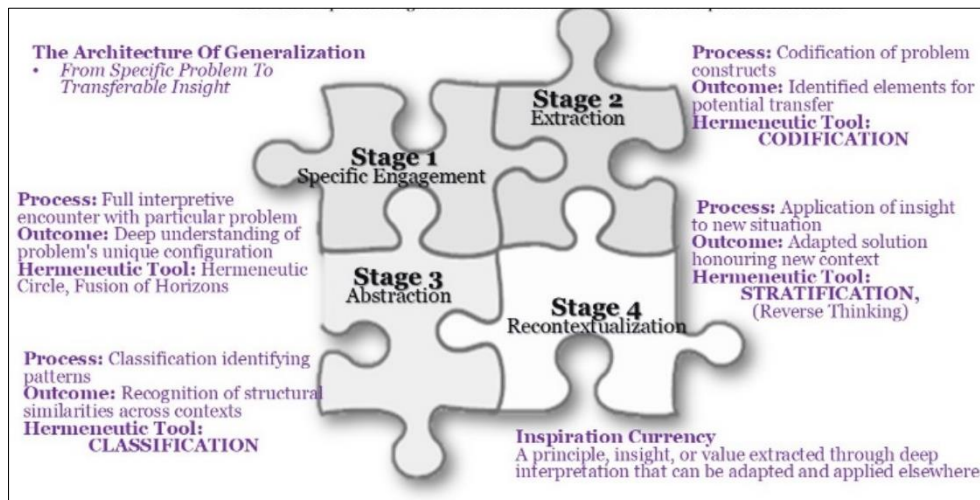 The Architecture Of Generalization
• From Specific Problem To
Transferable Insight
Stage 1
Specific Engagement
Process: Full interpretive
encounter with particular problem
Outcome: Deep understanding of
problem's unique configuration
Hermeneutic Tool: Hermeneutic
Circle, Fusion of Horizons
Stage 2
Extraction
Process: Codification of problem
constructs
Outcome: Identified elements for
potential transfer
Hermeneutic Tool:
CODIFICATION
Stage 3
Abstraction
Process: Classification identifying
patterns
Outcome: Recognition of structural
similarities across contexts
Hermeneutic Tool:
CLASSIFICATION
Stage 4
Recontextualization
Process: Application of insight
to new situation
Outcome: Adapted solution
honouring new context
Hermeneutic Tool:
STRATIFICATION,
(Reverse Thinking)
Inspiration Currency
A principle, insight, or value extracted through deep
interpretation that can be adapted and applied elsewhere